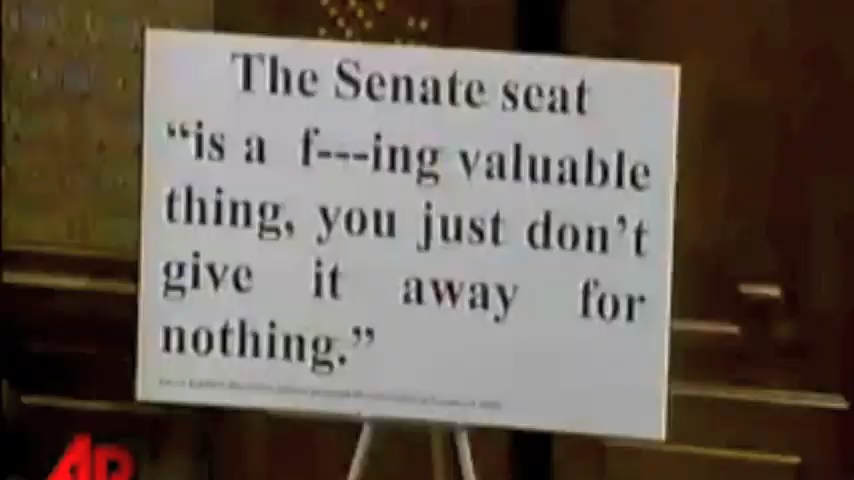 The Senate seat
“is a f---ing valuable
thing, you just don’t
give it away for
nothing.”
AP